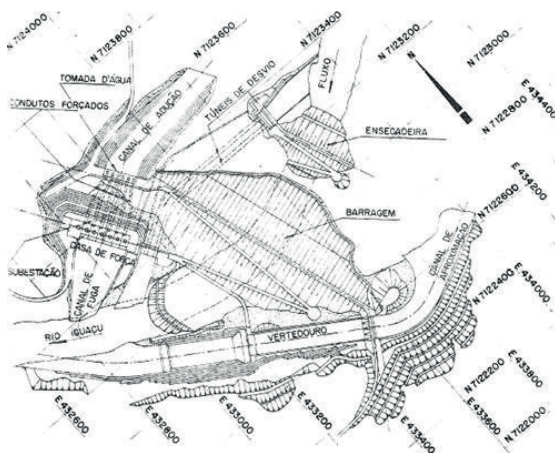 N 7124000
N 7123800
N 7123600
N 7123400
N 7123200
N 7123000
N 7122800
N 7122600
N 7122400
N 7122200
N 7122000
E 434400
E 434200
E 434000
E 433800
E 433600
E 433400
E 433200
E 433000
E 432800
E 432600
N
TOMADA D'ÁGUA
CONDUTOS FORÇADOS
CANAL DE ADUÇÃO
TÚNEIS DE DESVIO
FLUXO
ENSECADEIRA
BARRAGEM
CANAL DE
APROXIMAÇÃO
CASA DE FORÇA
SUBESTAÇÃO
CANAL DE
FUGA
RIO IGUAÇU
VERTEDOURO